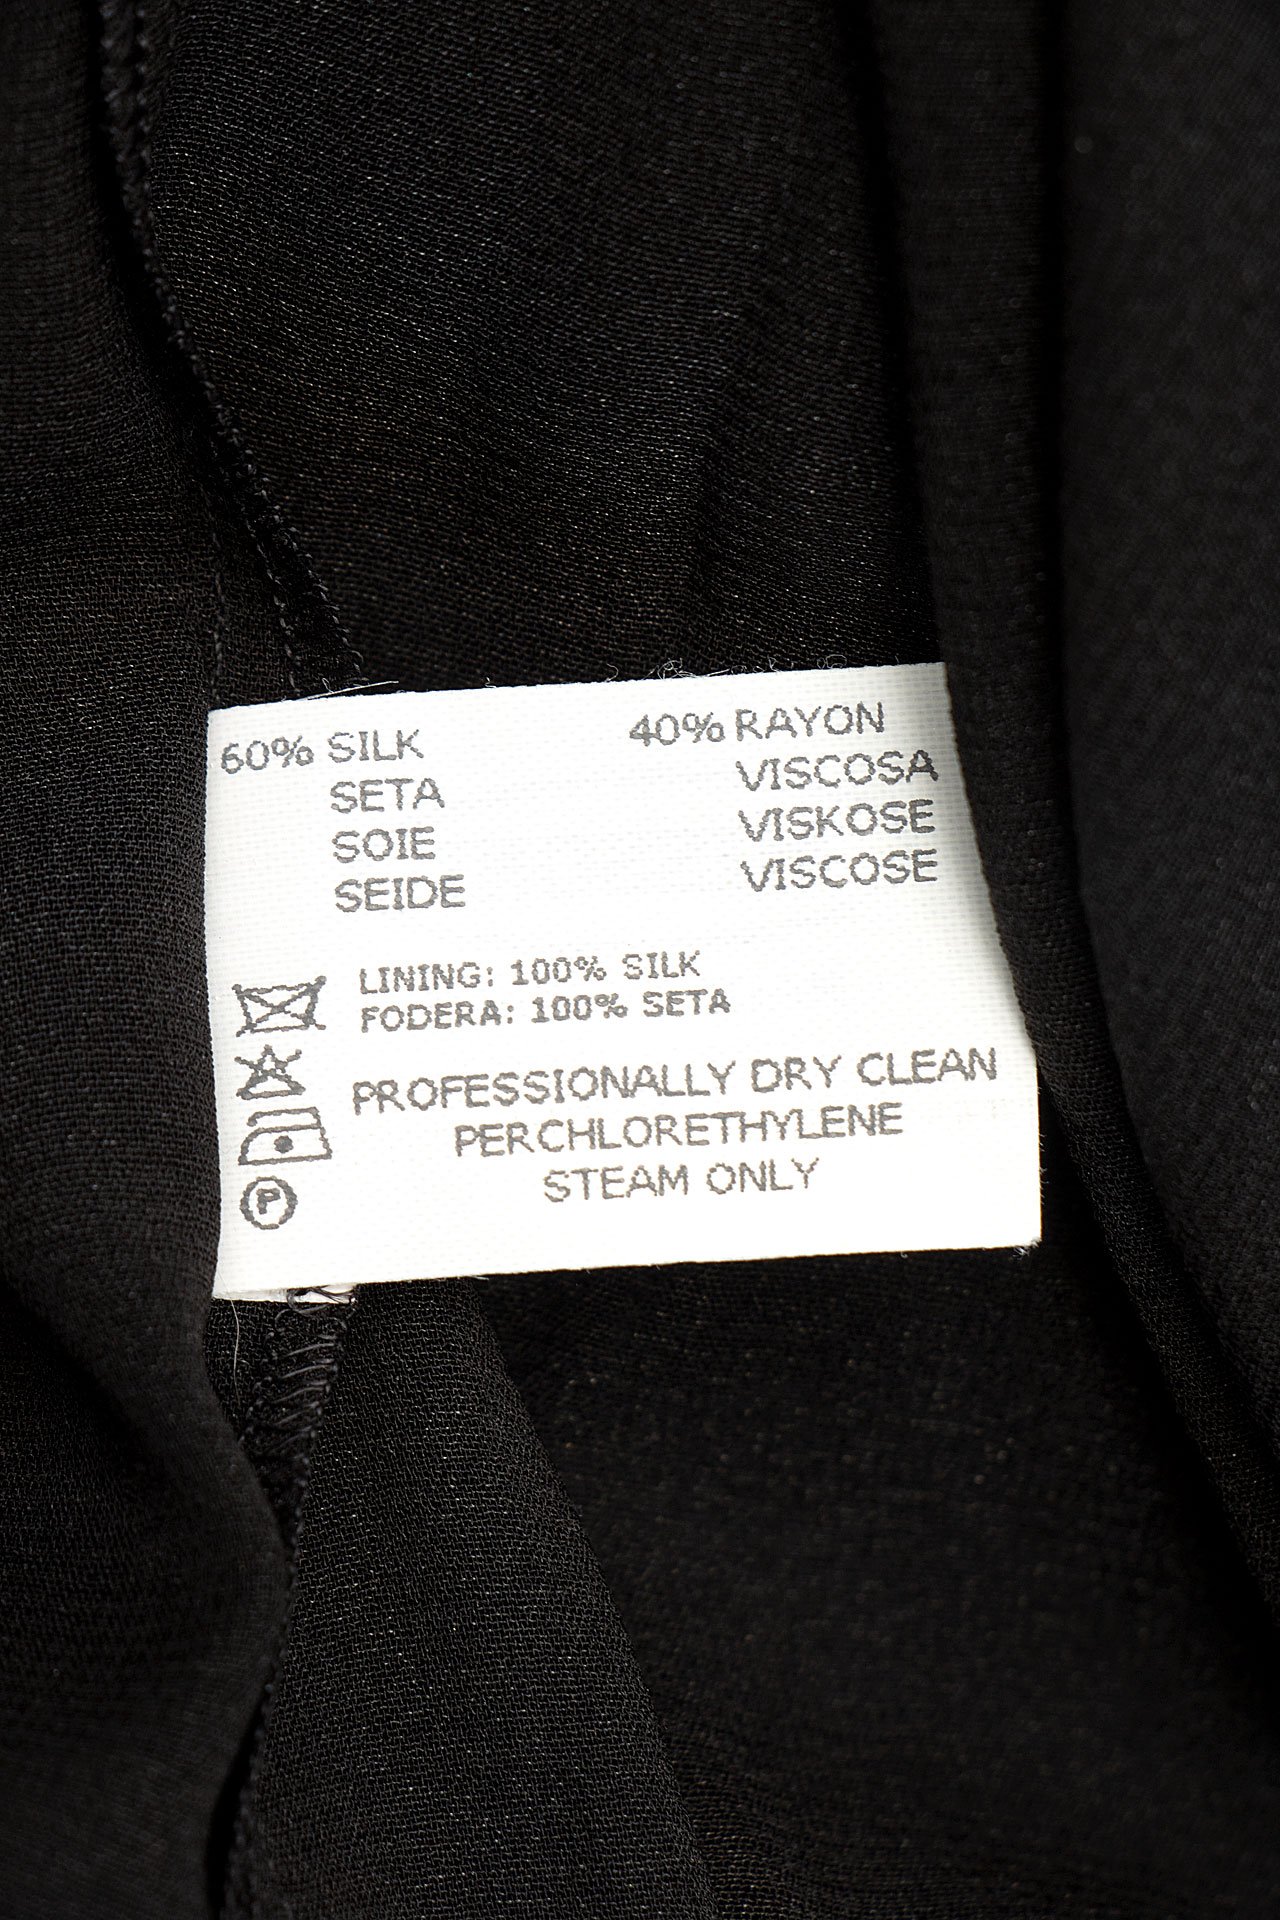 60% SILK 40% RAYON
SETA VISCOSA
SOIE VISKOSE
SEIDE VISCOSE
LINING: 100% SILK
FODERA: 100% SETA
PROFESSIONALLY DRY CLEAN
PERCHLORETHYLENE
STEAM ONLY
P